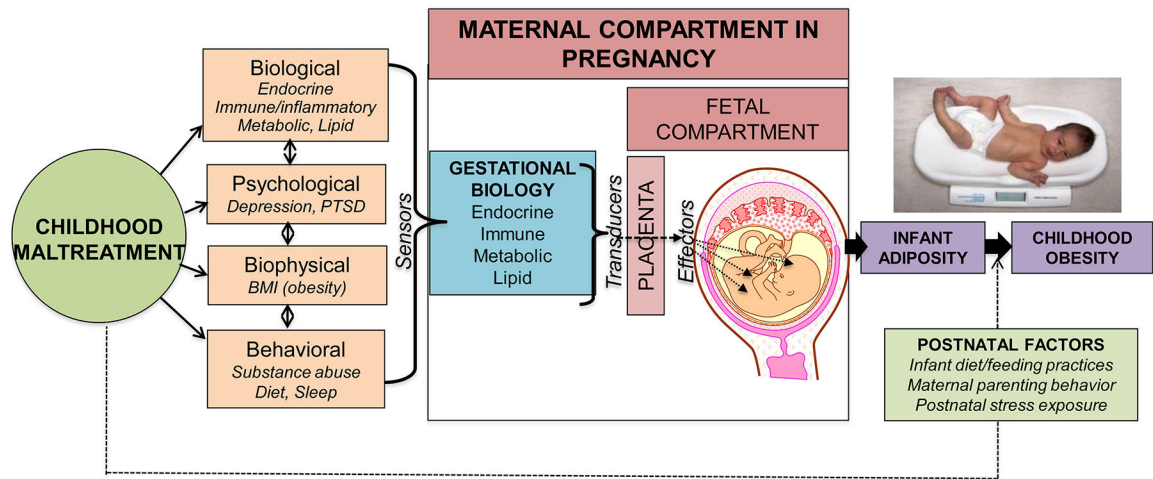 MATERNAL COMPARTMENT IN
PREGNANCY
Biological
Endocrine
Immune/inflammatory
Metabolic, Lipid
Psychological
Depression, PTSD
Biophysical
BMI (obesity)
Behavioral
Substance abuse
Diet, Sleep
CHILDHOOD
MALTREATMENT
Sensors
GESTATIONAL
BIOLOGY
Endocrine
Immune
Metabolic
Lipid
Transducers
FETAL
COMPARTMENT
PLACENTA
Effectors
INFANT
ADIPOSITY
CHILDHOOD
OBESITY
POSTNATAL FACTORS
Infant diet/feeding practices
Maternal parenting behavior
Postnatal stress exposure